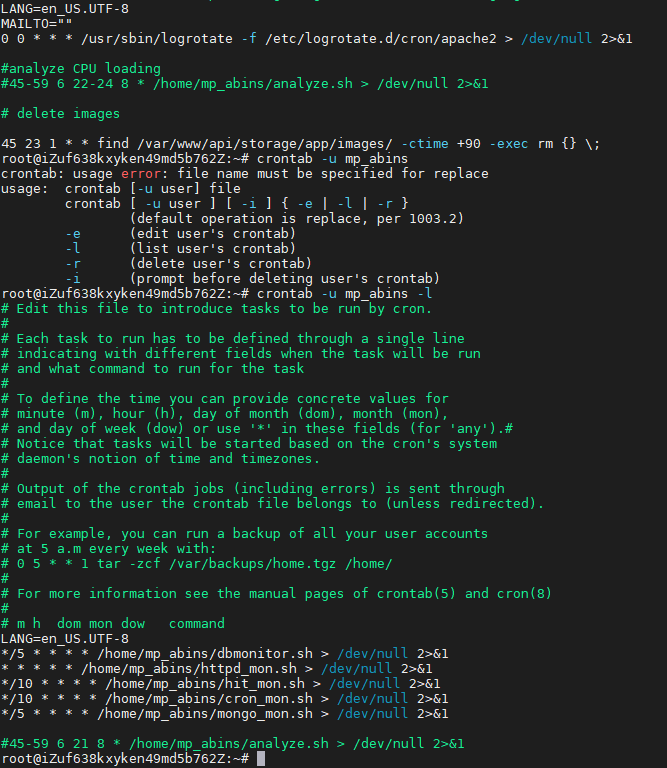 LANG=en_US.UTF-8
MAILTO=""
0 0 * * * /usr/sbin/logrotate -f /etc/logrotate.d/cron/apache2 > /dev/null 2>&1

#analyze CPU loading
#45-59 6 22-24 8 * /home/mp_abins/analyze.sh > /dev/null 2>&1

# delete images

45 23 1 * * find /var/www/api/storage/app/images/ -ctime +90 -exec rm {} \;
root@iZuf638kxyken49md5b762Z:~# crontab -u mp_abins
crontab: usage error: file name must be specified for replace
usage:  crontab [-u user] file
        crontab [ -u user ] [ -i ] { -e | -l | -r }
                (default operation is replace, per 1003.2)
        -e      (edit user's crontab)
        -l      (list user's crontab)
        -r      (delete user's crontab)
        -i      (prompt before deleting user's crontab)
root@iZuf638kxyken49md5b762Z:~# crontab -u mp_abins -l
# Edit this file to introduce tasks to be run by cron.
#
# Each task to run has to be defined through a single line
# indicating with different fields when the task will be run
# and what command to run for the task
#
# To define the time you can provide concrete values for
# minute (m), hour (h), day of month (dom), month (mon),
# and day of week (dow) or use '*' in these fields (for 'any').#
# Notice that tasks will be started based on the cron's system
# daemon's notion of time and timezones.
#
# Output of the crontab jobs (including errors) is sent through
# email to the user the crontab file belongs to (unless redirected).
#
# For example, you can run a backup of all your user accounts
# at 5 a.m every week with:
# 0 5 * * 1 tar -zcf /var/backups/home.tgz /home/
#
# For more information see the manual pages of crontab(5) and cron(8)
#
# m h  dom mon dow   command
LANG=en_US.UTF-8
*/5 * * * * /home/mp_abins/dbmonitor.sh > /dev/null 2>&1
* * * * * /home/mp_abins/httpd_mon.sh > /dev/null 2>&1
*/10 * * * * /home/mp_abins/hit_mon.sh > /dev/null 2>&1
*/10 * * * * /home/mp_abins/cron_mon.sh > /dev/null 2>&1
*/5 * * * * /home/mp_abins/mongo_mon.sh > /dev/null 2>&1

#45-59 6 21 8 * /home/mp_abins/analyze.sh > /dev/null 2>&1
root@iZuf638kxyken49md5b762Z:~#